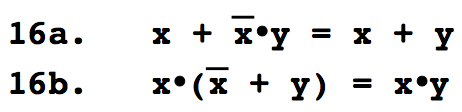 16a. x + x̅•y = x + y
16b. x•(x̅ + y) = x•y